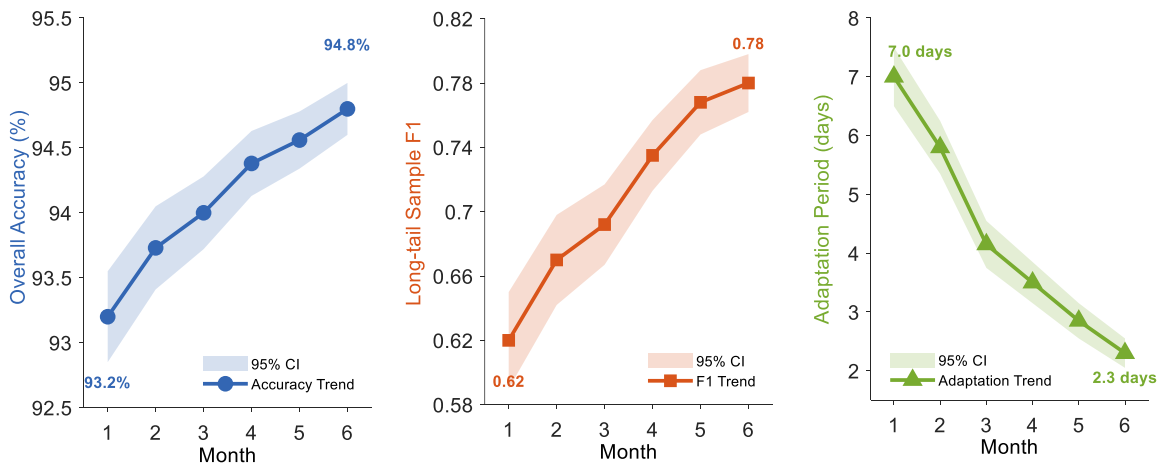 Overall Accuracy (%)
95.5
95
94.5
94
93.5
93
92.5
94.8%
93.2%
95% CI
Accuracy Trend
1 2 3 4 5 6
Month
Long-tail Sample F1
0.82
0.78
0.74
0.7
0.66
0.62
0.58
0.78
0.62
95% CI
F1 Trend
1 2 3 4 5 6
Month
Adaptation Period (days)
8
7
6
5
4
3
2
7.0 days
2.3 days
95% CI
Adaptation Trend
1 2 3 4 5 6
Month